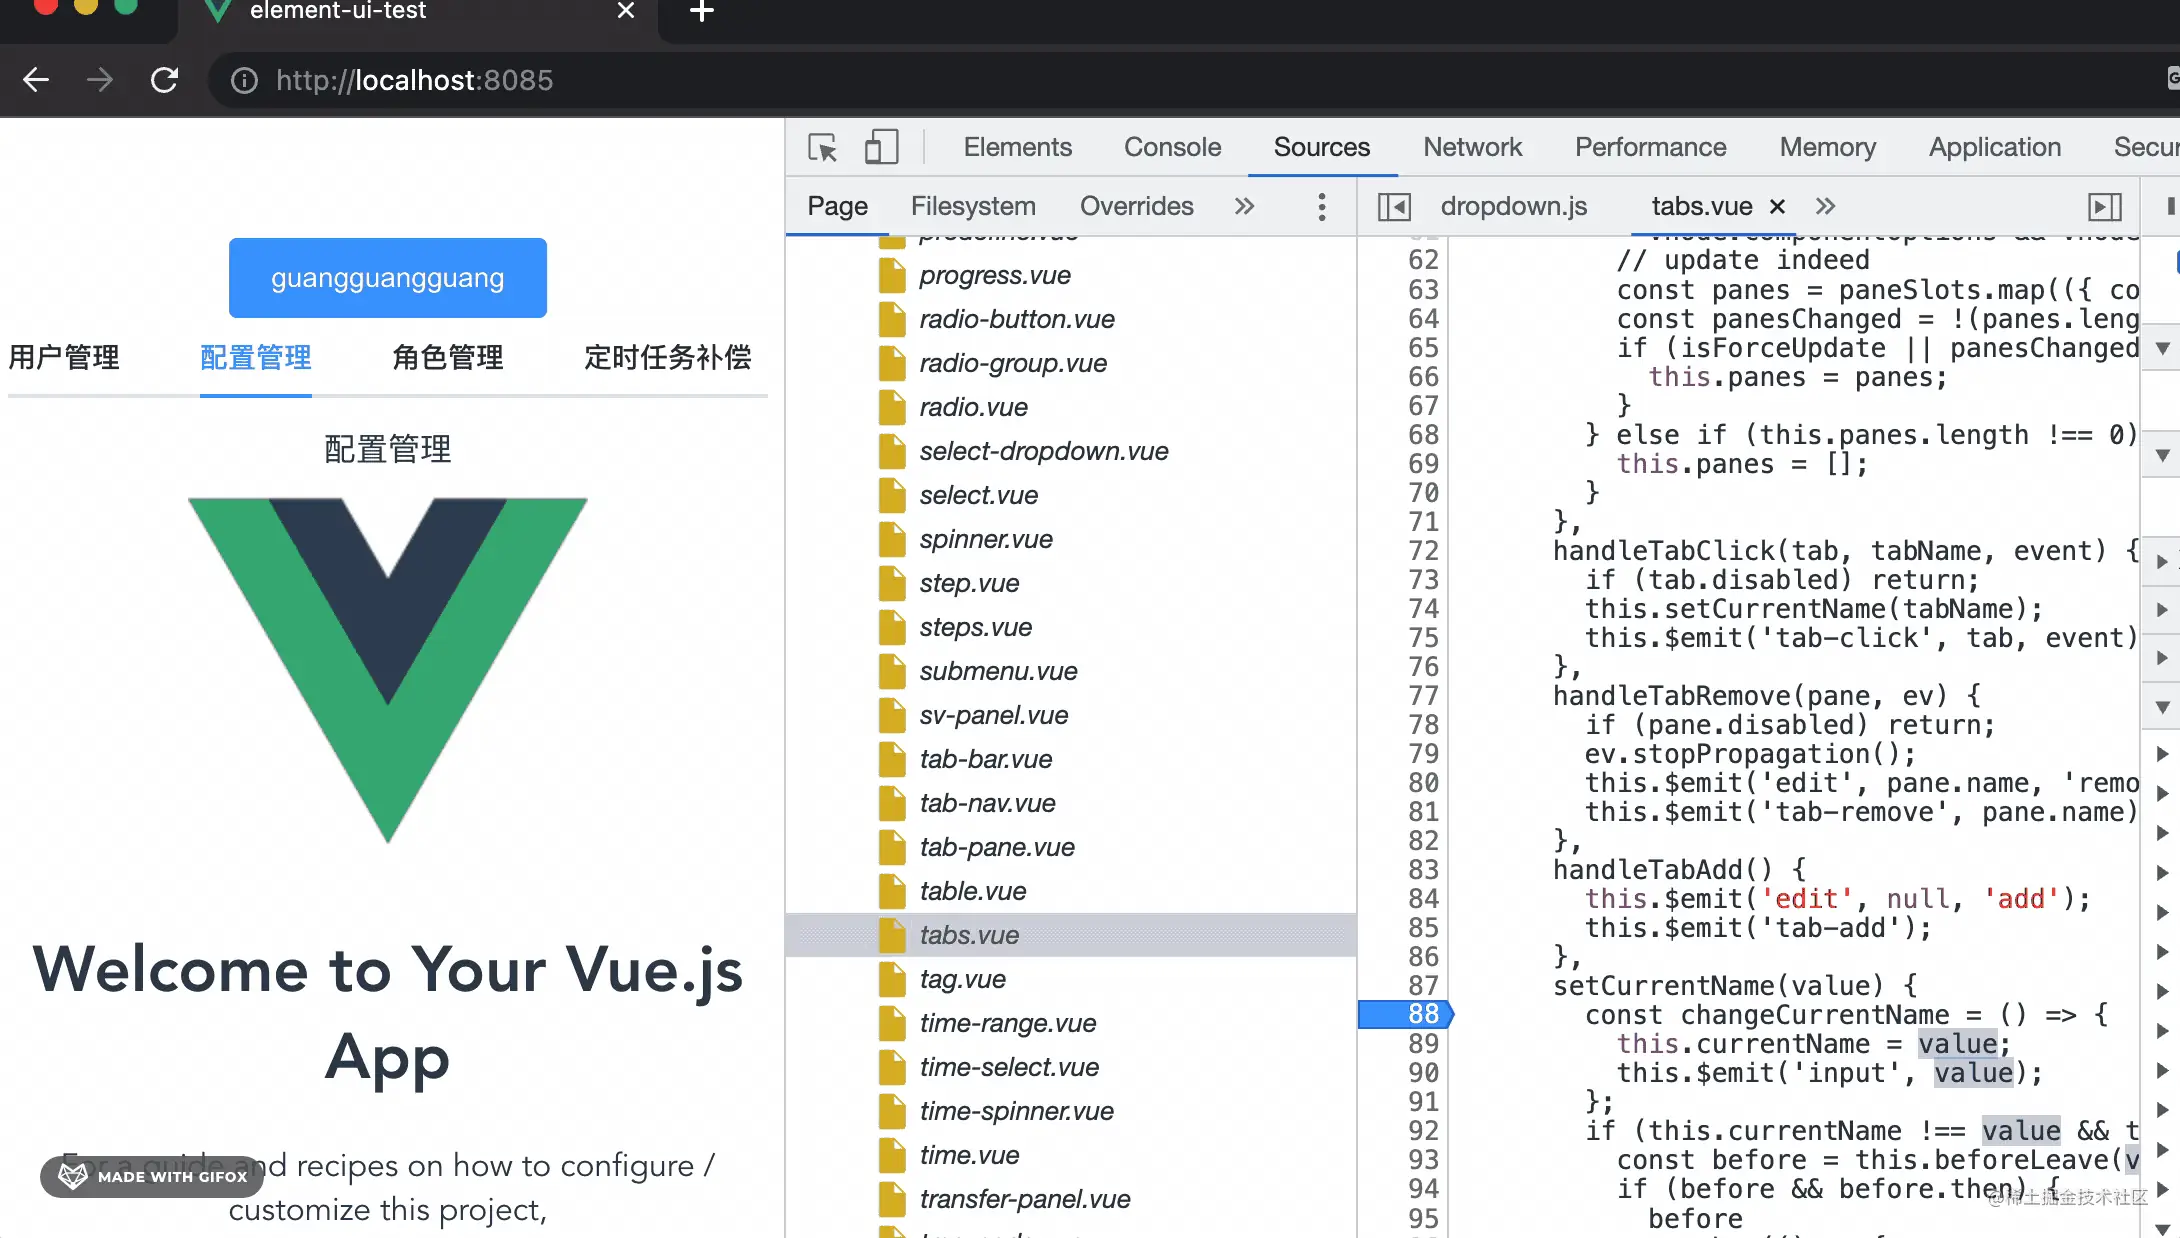 element-ui-test
http://localhost:8085
Elements Console Sources Network Performance Memory Application Secur
Page Filesystem Overrides dropdown.js tabs.vue
guangguangguang
用户管理 配置管理 角色管理 定时任务补偿
配置管理
Welcome to Your Vue.js
App
For a guide and recipes on how to configure /
customize this project,
MADE WITH GIFOX
progress.vue
radio-button.vue
radio-group.vue
radio.vue
select-dropdown.vue
select.vue
spinner.vue
step.vue
steps.vue
submenu.vue
sv-panel.vue
tab-bar.vue
tab-nav.vue
tab-pane.vue
table.vue
tabs.vue
tag.vue
time-range.vue
time-select.vue
time-spinner.vue
time.vue
transfer-panel.vue
62 // update indeed
63 const panes = paneSlots.map(({ co
64 const panesChanged = !(panes.leng
65 if (isForceUpdate || panesChanged
66 this.panes = panes;
67 }
68 } else if (this.panes.length !== 0)
69 this.panes = [];
70 }
71 },
72 handleTabClick(tab, tabName, event) {
73 if (tab.disabled) return;
74 this.setCurrentName(tabName);
75 this.$emit('tab-click', tab, event)
76 },
77 handleTabRemove(pane, ev) {
78 if (pane.disabled) return;
79 ev.stopPropagation();
80 this.$emit('edit', pane.name, 'remo
81 this.$emit('tab-remove', pane.name)
82 },
83 handleTabAdd() {
84 this.$emit('edit', null, 'add');
85 this.$emit('tab-add');
86 },
87 setCurrentName(value) {
88 const changeCurrentName = () => {
89 this.currentName = value;
90 this.$emit('input', value);
91 };
92 if (this.currentName !== value && t
93 const before = this.beforeLeave(v
94 if (before && before.then) {
95 before
@稀土掘金技术社区